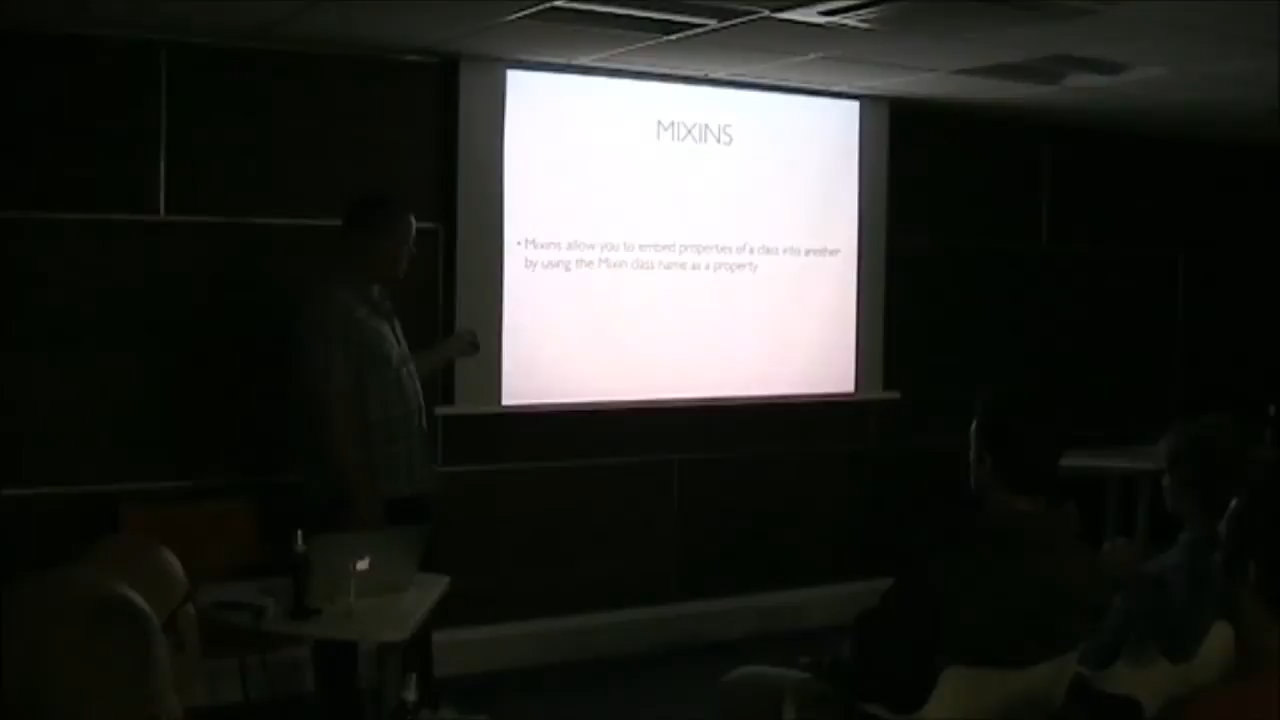 MIXINS
• Mixins allow you to embed properties of a class into another
by using the Mixin class name as a property